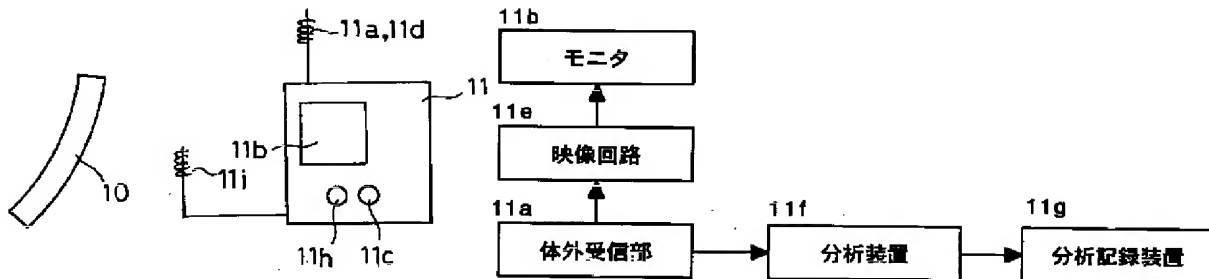 10
11a,11d
11
11b
11i
11h
11c
11b
モニタ
11e
映像回路
11a
体外受信部
11f
分析装置
11g
分析記録装置